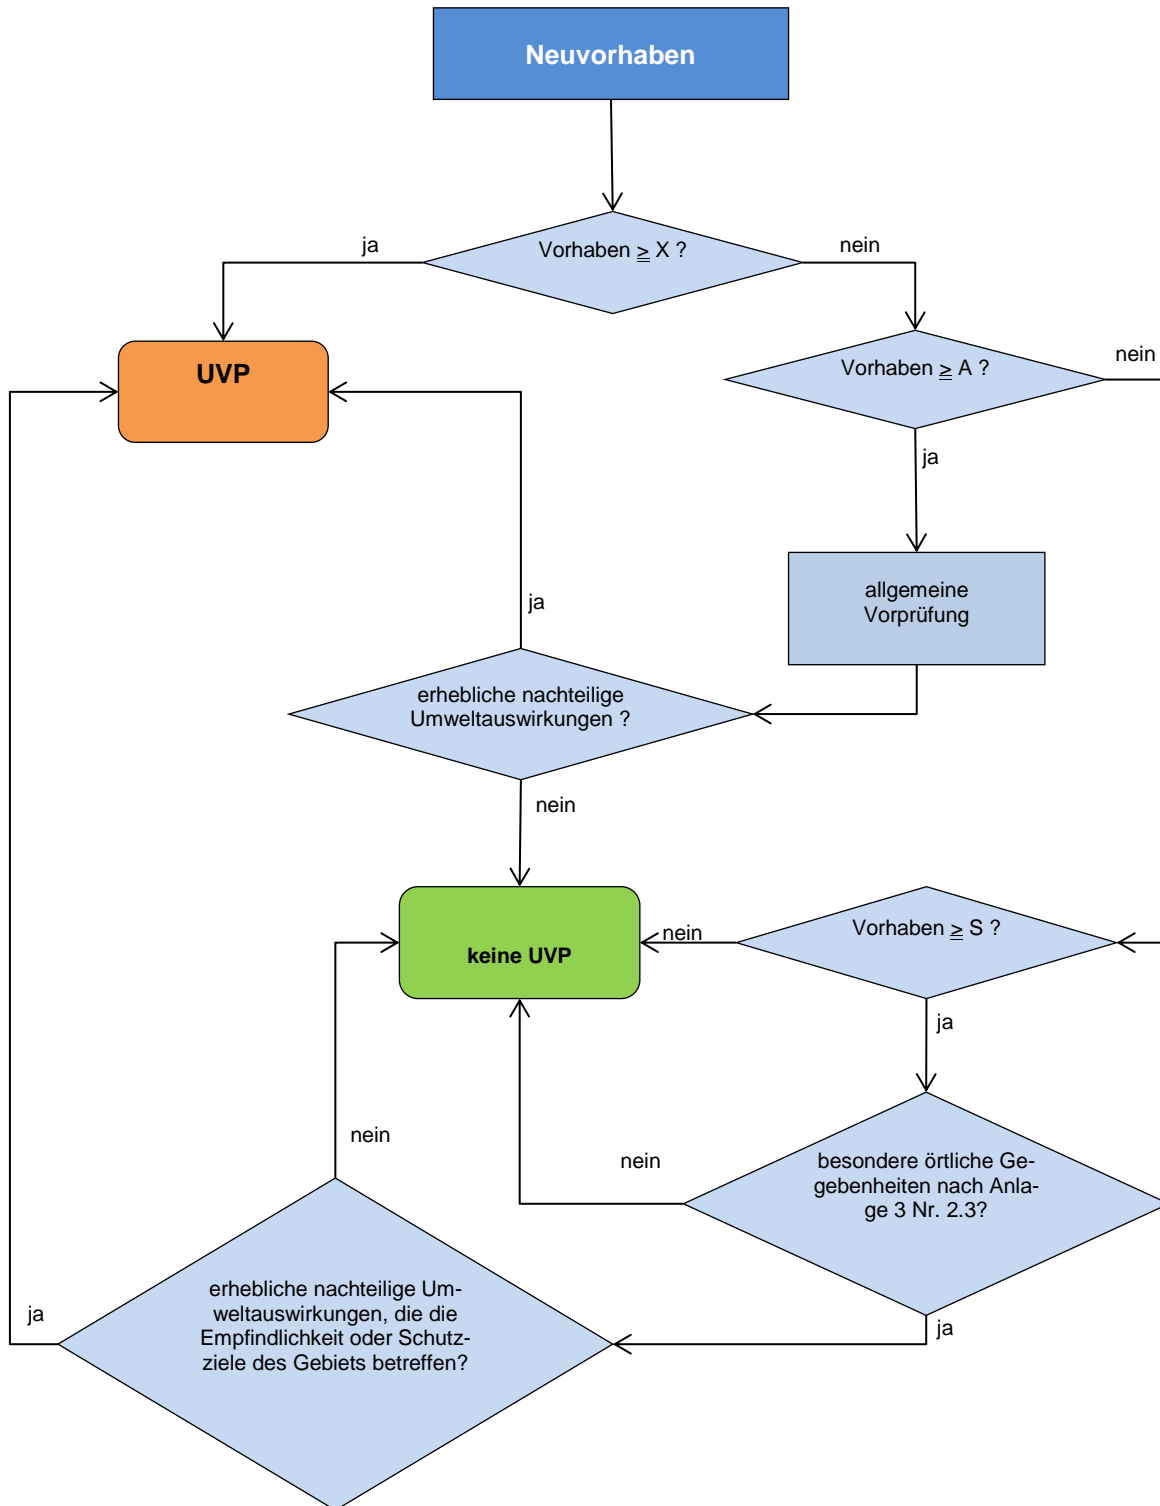 Neuvorhaben
ja
Vorhaben ≥ X ?
nein
UVP
Vorhaben ≥ A ?
nein
ja
allgemeine
Vorprüfung
ja
erhebliche nachteilige
Umweltauswirkungen ?
nein
keine UVP
nein
Vorhaben ≥ S ?
ja
nein
nein
besondere örtliche Ge-
gebenheiten nach Anla-
ge 3 Nr. 2.3?
ja
erhebliche nachteilige Um-
weltauswirkungen, die die
Empfindlichkeit oder Schutz-
ziele des Gebiets betreffen?
ja